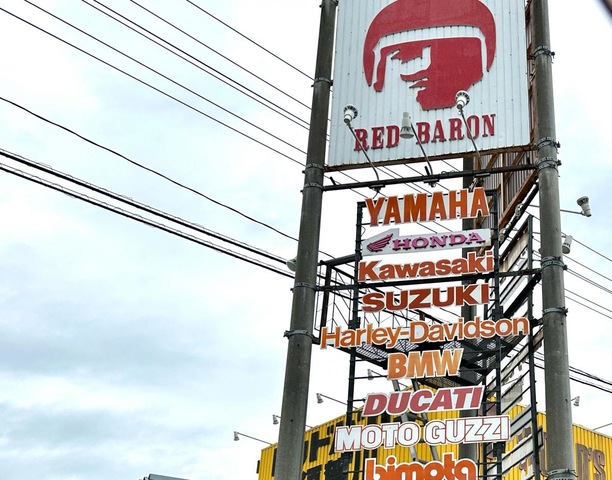 RED BARON
YAMAHA
HONDA
Kawasaki
SUZUKI
Harley-Davidson
BMW
DUCATI
MOTO GUZZI
bimota